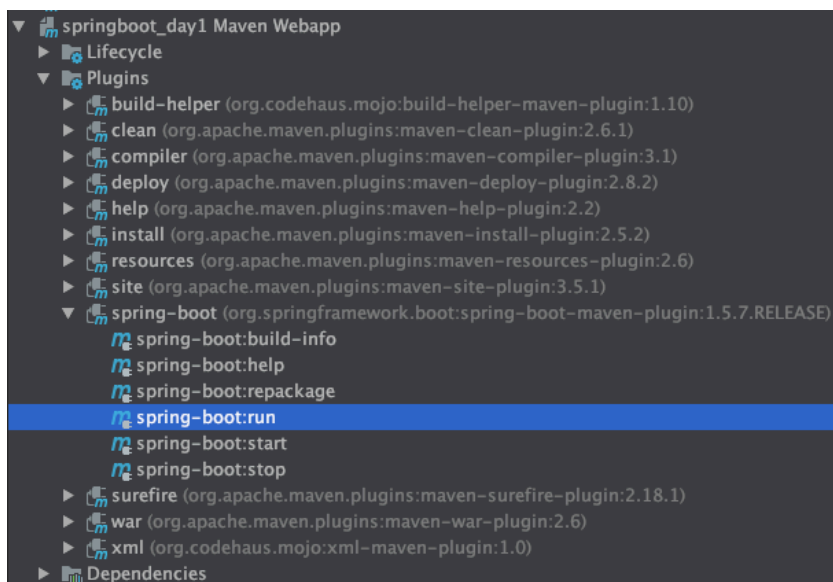 springboot_day1 Maven Webapp
Lifecycle
Plugins
build-helper (org.codehaus.mojo:build-helper-maven-plugin:1.10)
clean (org.apache.maven.plugins:maven-clean-plugin:2.6.1)
compiler (org.apache.maven.plugins:maven-compiler-plugin:3.1)
deploy (org.apache.maven.plugins:maven-deploy-plugin:2.8.2)
help (org.apache.maven.plugins:maven-help-plugin:2.2)
install (org.apache.maven.plugins:maven-install-plugin:2.5.2)
resources (org.apache.maven.plugins:maven-resources-plugin:2.6)
site (org.apache.maven.plugins:maven-site-plugin:3.5.1)
spring-boot (org.springframework.boot:spring-boot-maven-plugin:1.5.7.RELEASE)
spring-boot:build-info
spring-boot:help
spring-boot:repackage
spring-boot:run
spring-boot:start
spring-boot:stop
surefire (org.apache.maven.plugins:maven-surefire-plugin:2.18.1)
war (org.apache.maven.plugins:maven-war-plugin:2.6)
xml (org.codehaus.mojo:xml-maven-plugin:1.0)
Dependencies